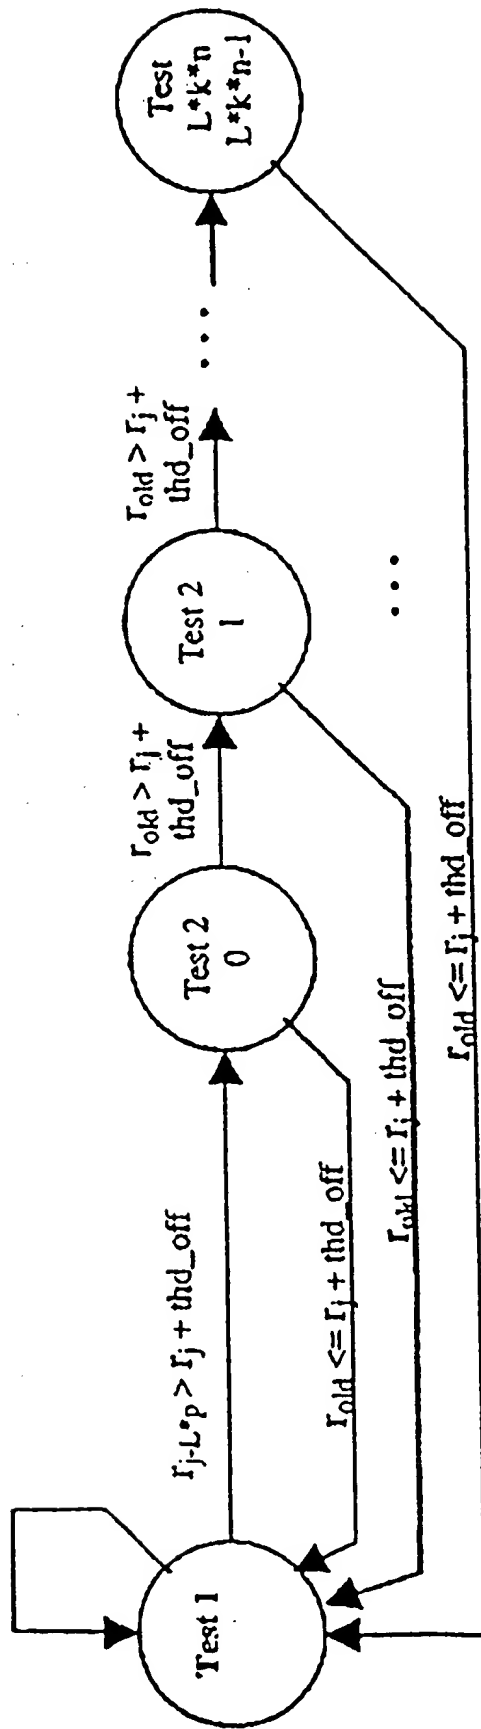 Test 1
r_j-L*p > r_j + thd_off
Test 2
0
r_old > r_j +
thd_off
Test 2
1
r_old > r_j +
thd_off
...
Test
L*k*n
L*k*n-1
r_old <= r_j + thd_off
r_old <= r_j + thd_off
...
r_old <= r_j + thd_off